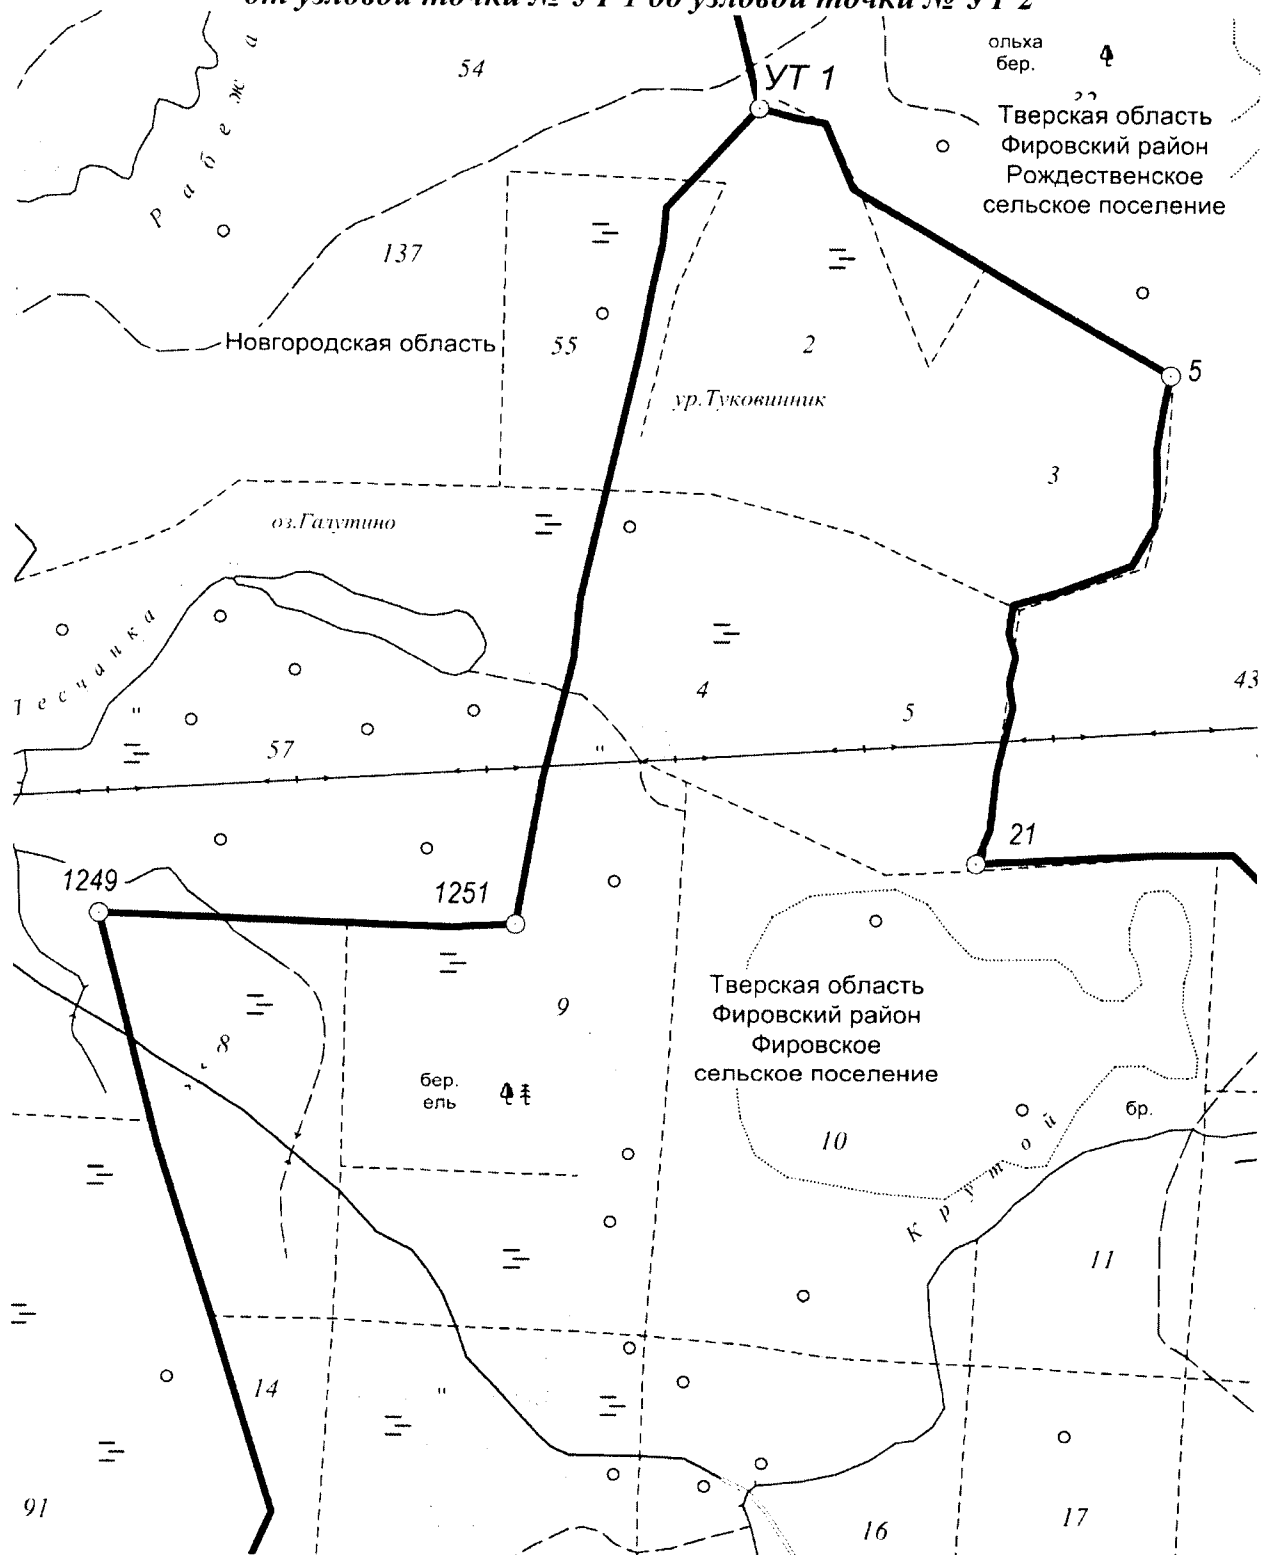 от узловой точки № УТ 1 до узловой точки № УТ 2
ольха
бер.
54
УТ 1
Рабежа
Тверская область
Фировский район
Рождественское
сельское поселение
137
Новгородская область
55
2
5
ур.Туковинник
3
оз.Галутино
4
5
43
57
21
1249
1251
9
8
Тверская область
Фировский район
Фировское
сельское поселение
бер.
ель
10
Крутой
бр.
11
14
91
16
17